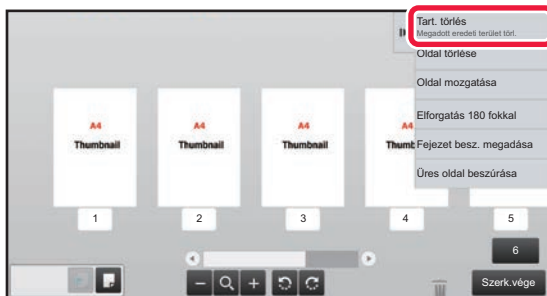 Tart. törlés
Megadott eredeti terület törl.
Oldal törlése
Oldal mozgatása
Elforgatás 180 fokkal
Fejezet besz. megadása
Üres oldal beszúrása
A4
Thumbnail
A4
Thumbnail
A4
Thumbnail
A4
Thumb
1
2
3
4
5
6
Szerk.vége